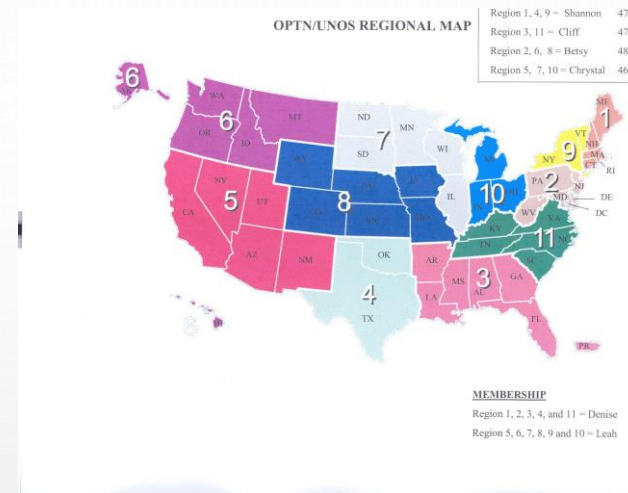 OPTN/UNOS REGIONAL MAP
Region 1, 4, 9 = Shannon 47
Region 3, 11 = Cliff 47
Region 2, 6, 8 = Betsy 48
Region 5, 7, 10 = Chrystal 46
6
AK
WA
6
OR
ID
MT
ND
MN
7
SD
WI
IL
ME
1
VT
NH
9
MA
NY
CT
RI
2
PA
NJ
MD
DE
WV
DC
10
8
5
NV
UT
CA
AZ
NM
KY
VA
11
TN
NC
SC
OK
4
TX
AR
3
MS
AL
GA
LA
FL
PR
6
HI
MEMBERSHIP
Region 1, 2, 3, 4, and 11 = Denise
Region 5, 6, 7, 8, 9 and 10 = Leah